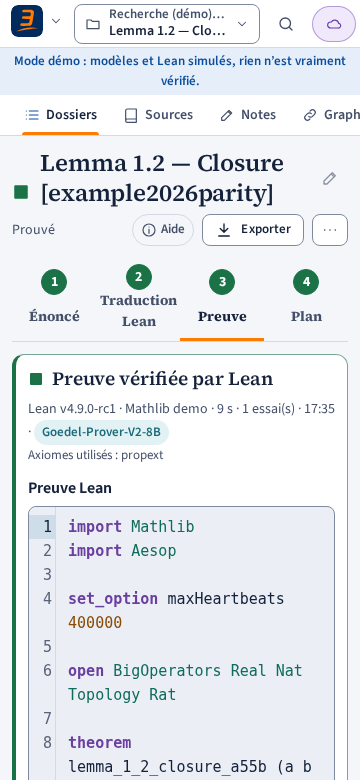 Recherche (démo)…
Lemma 1.2 — Clo…
Mode démo : modèles et Lean simulés, rien n’est vraiment
vérifié.
Dossiers
Sources
Notes
Graph
Lemma 1.2 — Closure
[example2026parity]
Prouvé
Aide
Exporter
1
Énoncé
2
Traduction
Lean
3
Preuve
4
Plan
Preuve vérifiée par Lean
Lean v4.9.0-rc1 · Mathlib demo · 9 s · 1 essai(s) · 17:35
· Goedel-Prover-V2-8B
Axiomes utilisés : propext
Preuve Lean
1 import Mathlib
2 import Aesop
3
4 set_option maxHeartbeats
400000
5
6 open BigOperators Real Nat
Topology Rat
7
8 theorem
lemma_1_2_closure_a55b (a b